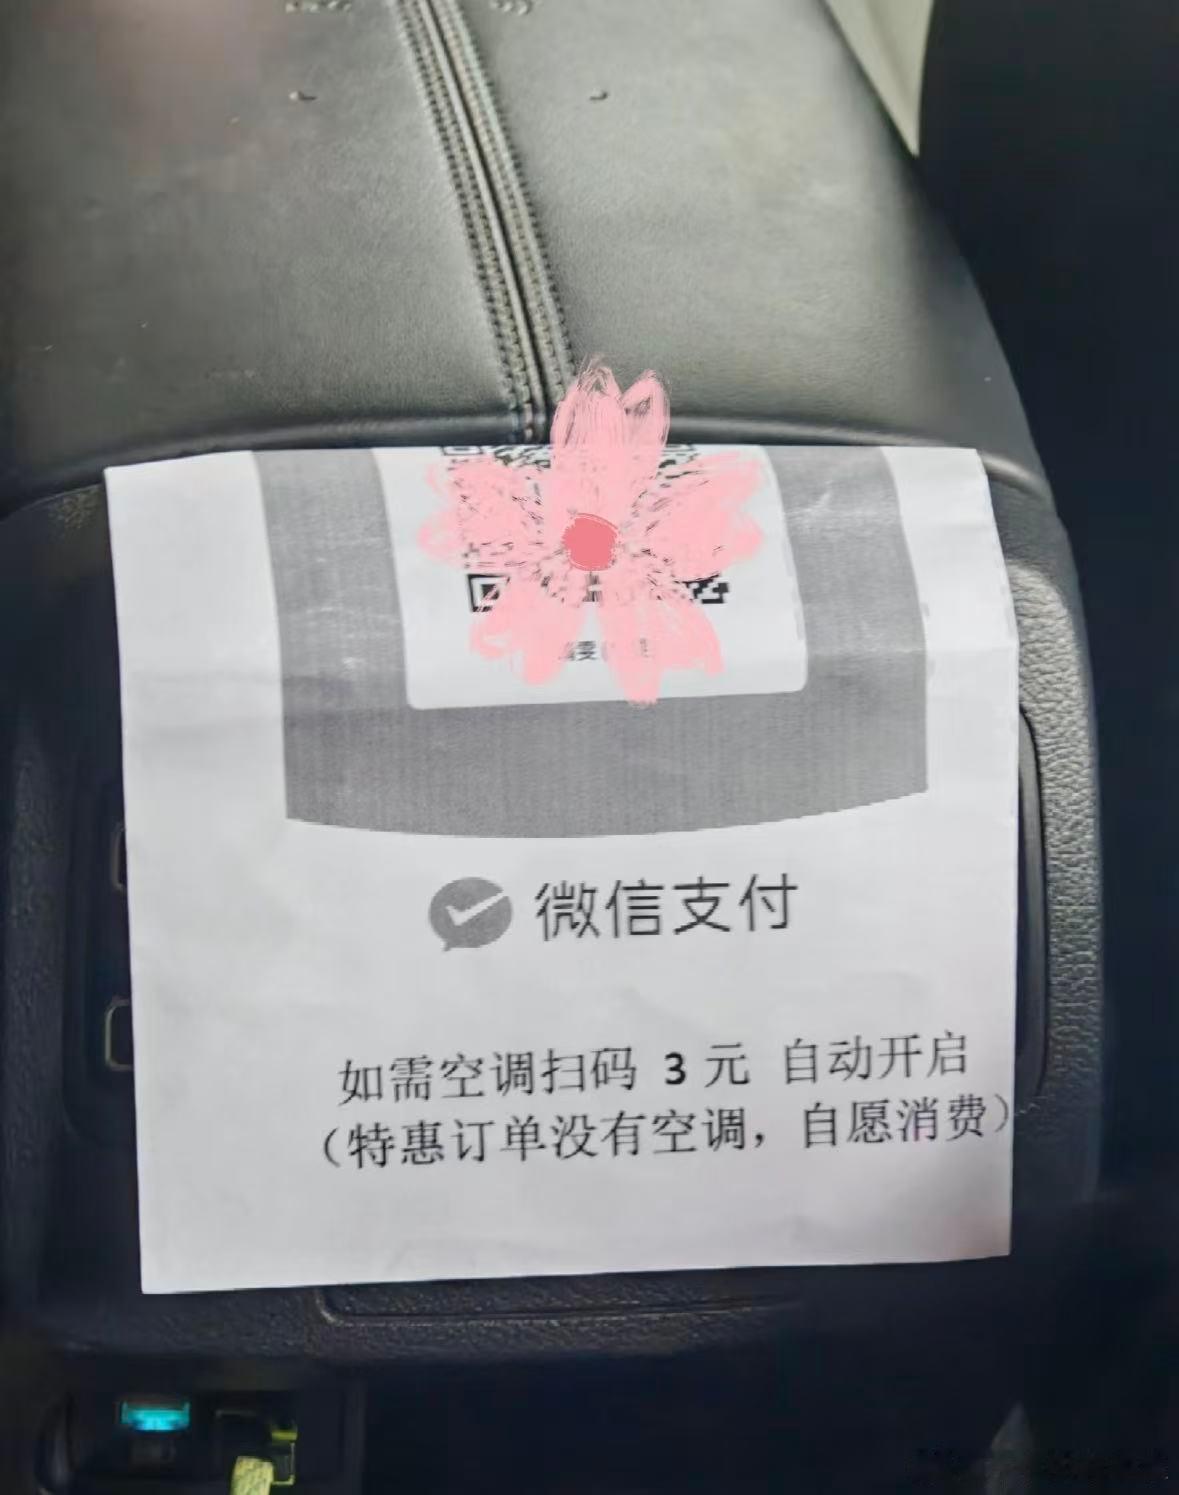 微信支付
如需空调扫码 3 元 自动开启
（特惠订单没有空调，自愿消费）